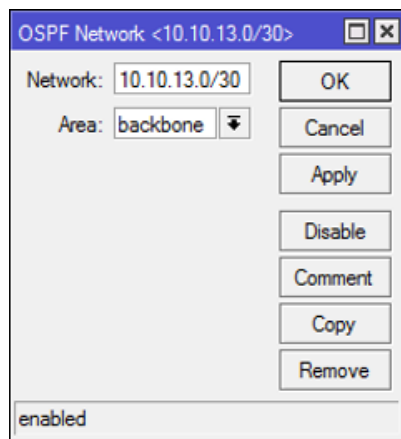 OSPF Network <10.10.13.0/30>
Network: 10.10.13.0/30
Area: backbone
OK
Cancel
Apply
Disable
Comment
Copy
Remove
enabled